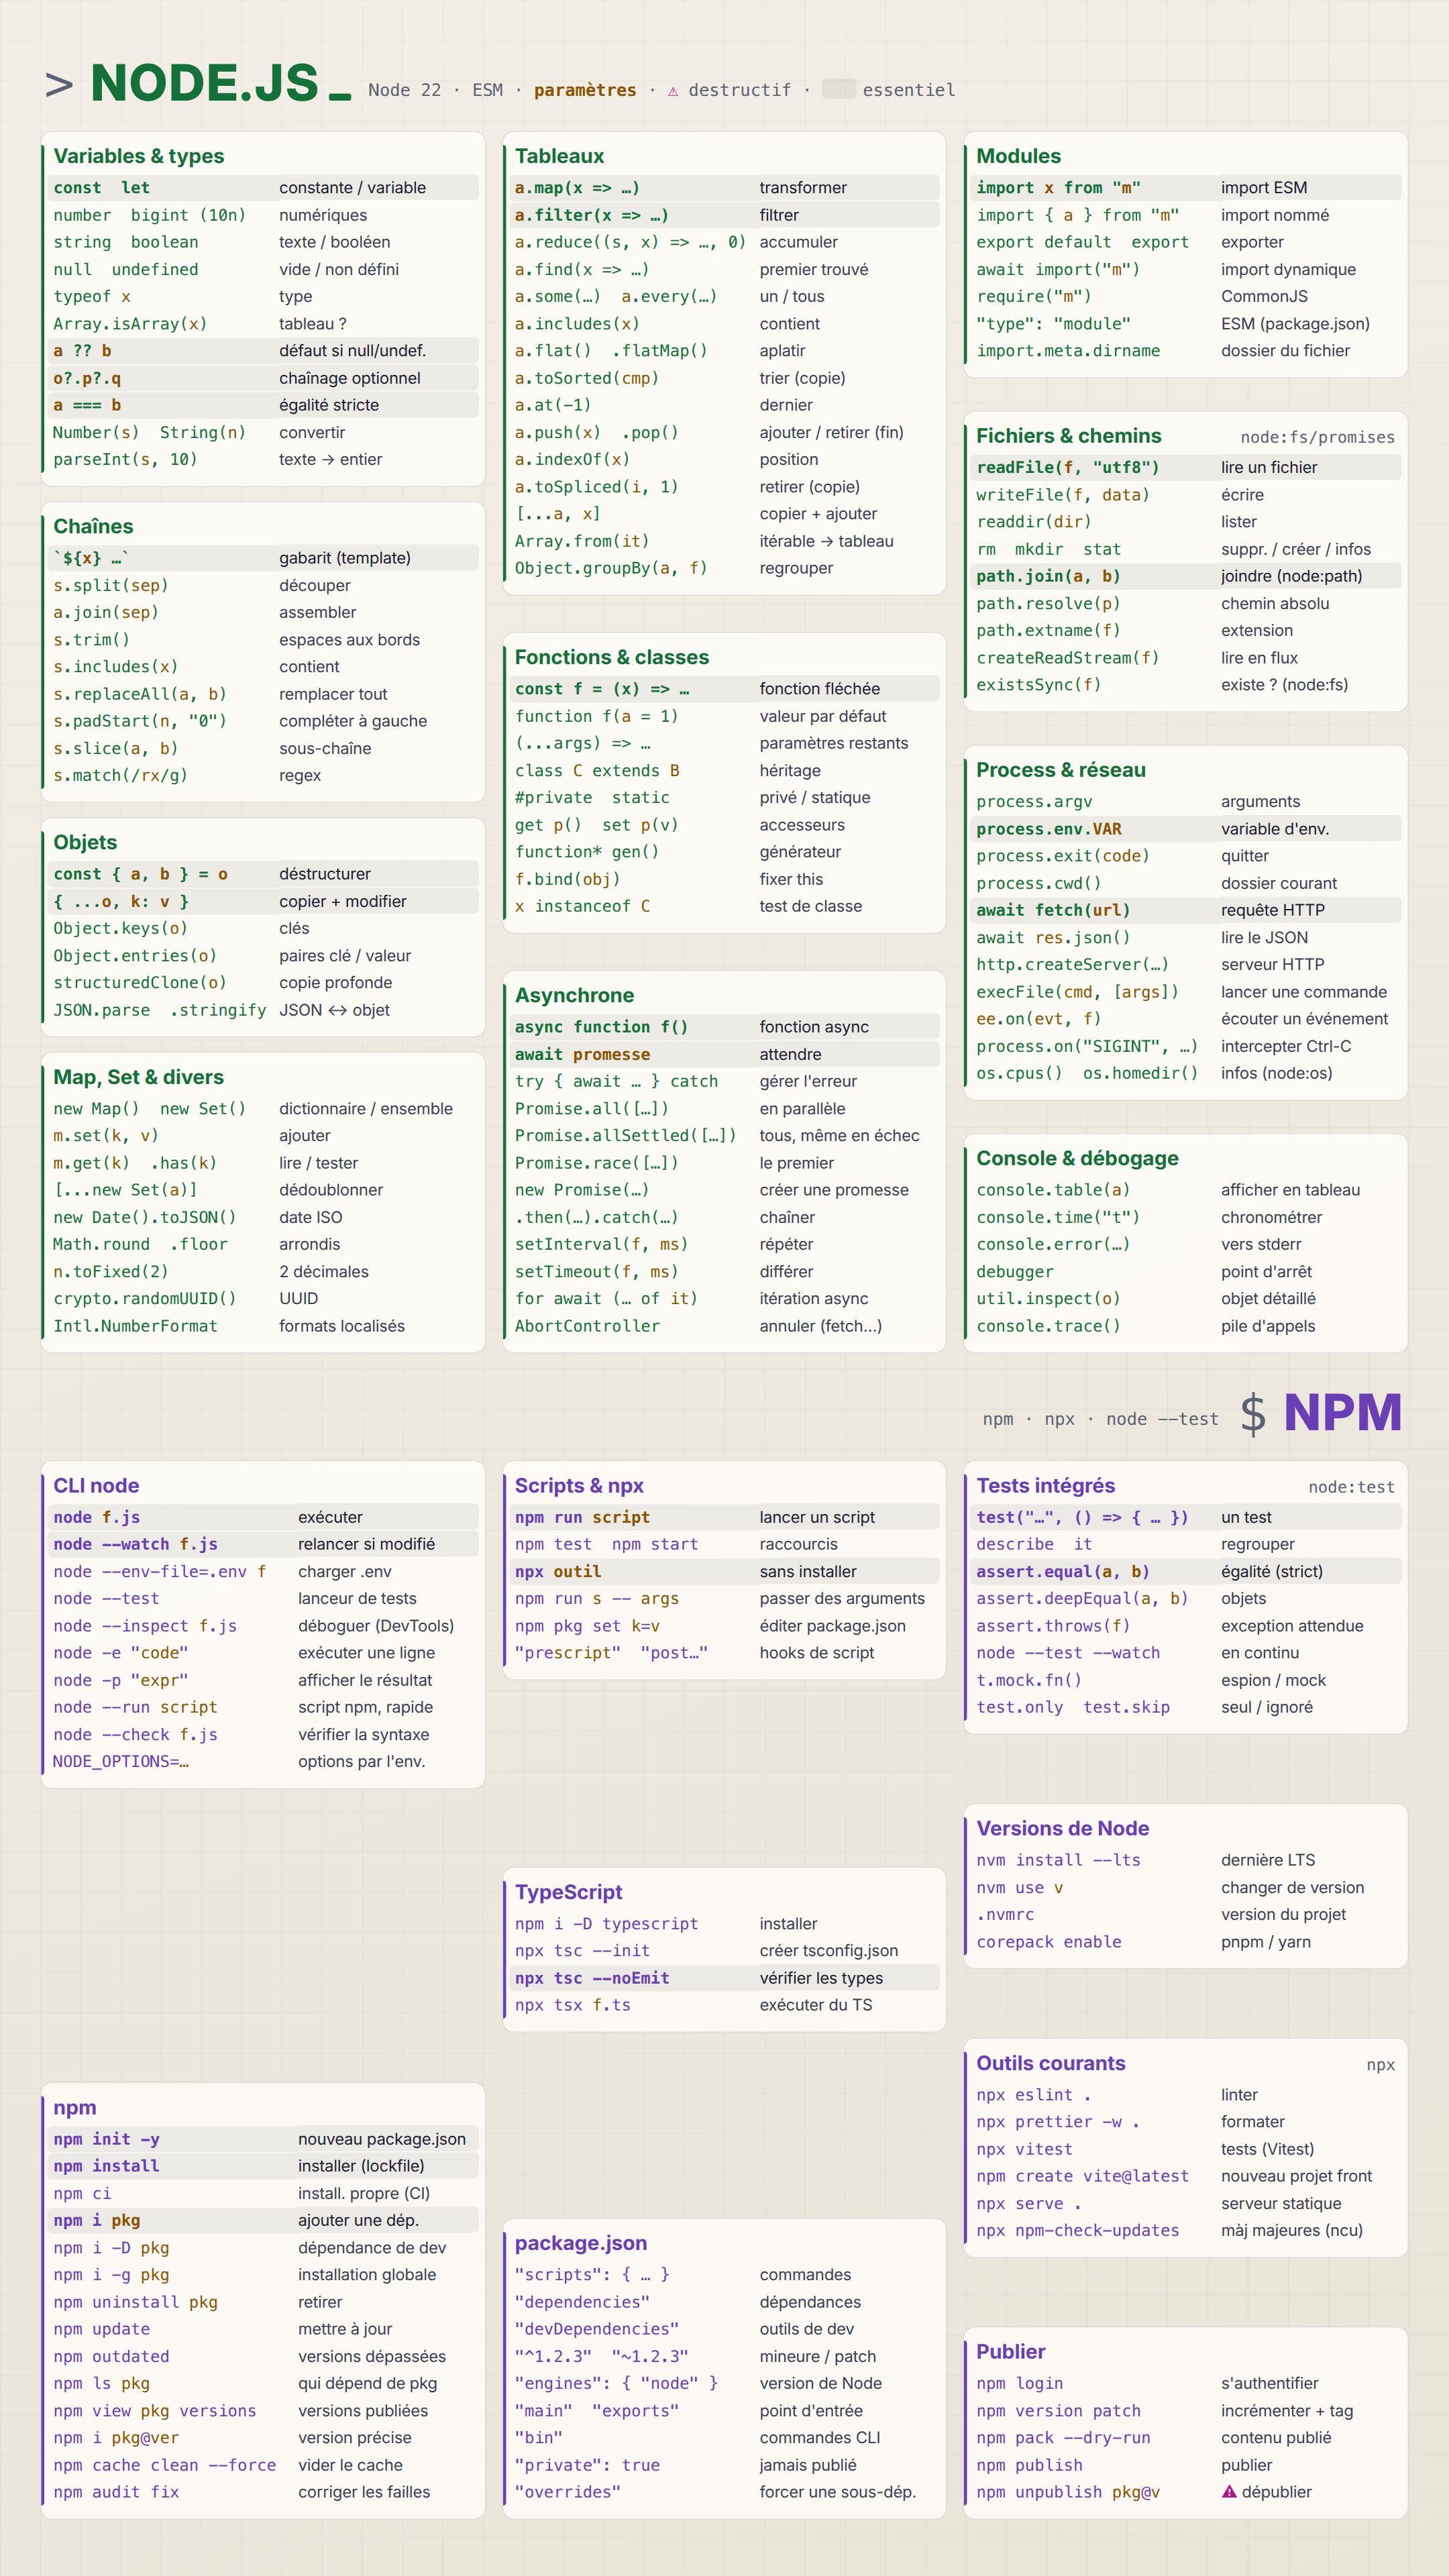 > NODE.JS_ Node 22 · ESM · paramètres · ⚠ destructif · essentiel
Variables & types
const  let constante / variable
number  bigint (10n) numériques
string  boolean texte / booléen
null  undefined vide / non défini
typeof x type
Array.isArray(x) tableau ?
a ?? b défaut si null/undef.
o?.p?.q chaînage optionnel
a === b égalité stricte
Number(s)  String(n) convertir
parseInt(s, 10) texte → entier
Chaînes
`${x} …` gabarit (template)
s.split(sep) découper
a.join(sep) assembler
s.trim() espaces aux bords
s.includes(x) contient
s.replaceAll(a, b) remplacer tout
s.padStart(n, "0") compléter à gauche
s.slice(a, b) sous-chaîne
s.match(/rx/g) regex
Objets
const { a, b } = o déstructurer
{ ...o, k: v } copier + modifier
Object.keys(o) clés
Object.entries(o) paires clé / valeur
structuredClone(o) copie profonde
JSON.parse  .stringify JSON ↔ objet
Map, Set & divers
new Map()  new Set() dictionnaire / ensemble
m.set(k, v) ajouter
m.get(k)  .has(k) lire / tester
[...new Set(a)] dédoublonner
new Date().toJSON() date ISO
Math.round  .floor arrondis
n.toFixed(2) 2 décimales
crypto.randomUUID() UUID
Intl.NumberFormat formats localisés
Tableaux
a.map(x => …) transformer
a.filter(x => …) filtrer
a.reduce((s, x) => …, 0) accumuler
a.find(x => …) premier trouvé
a.some(…)  a.every(…) un / tous
a.includes(x) contient
a.flat()  .flatMap() aplatir
a.toSorted(cmp) trier (copie)
a.at(−1) dernier
a.push(x)  .pop() ajouter / retirer (fin)
a.indexOf(x) position
a.toSpliced(i, 1) retirer (copie)
[...a, x] copier + ajouter
Array.from(it) itérable → tableau
Object.groupBy(a, f) regrouper
Fonctions & classes
const f = (x) => … fonction fléchée
function f(a = 1) valeur par défaut
(...args) => … paramètres restants
class C extends B héritage
#private  static privé / statique
get p()  set p(v) accesseurs
function* gen() générateur
f.bind(obj) fixer this
x instanceof C test de classe
Asynchrone
async function f() fonction async
await promesse attendre
try { await … } catch gérer l'erreur
Promise.all([…]) en parallèle
Promise.allSettled([…]) tous, même en échec
Promise.race([…]) le premier
new Promise(…) créer une promesse
.then(…).catch(…) chaîner
setInterval(f, ms) répéter
setTimeout(f, ms) différer
for await (… of it) itération async
AbortController annuler (fetch…)
Modules
import x from "m" import ESM
import { a } from "m" import nommé
export default  export exporter
await import("m") import dynamique
require("m") CommonJS
"type": "module" ESM (package.json)
import.meta.dirname dossier du fichier
Fichiers & chemins node:fs/promises
readFile(f, "utf8") lire un fichier
writeFile(f, data) écrire
readdir(dir) lister
rm  mkdir  stat suppr. / créer / infos
path.join(a, b) joindre (node:path)
path.resolve(p) chemin absolu
path.extname(f) extension
createReadStream(f) lire en flux
existsSync(f) existe ? (node:fs)
Process & réseau
process.argv arguments
process.env.VAR variable d'env.
process.exit(code) quitter
process.cwd() dossier courant
await fetch(url) requête HTTP
await res.json() lire le JSON
http.createServer(…) serveur HTTP
execFile(cmd, [args]) lancer une commande
ee.on(evt, f) écouter un événement
process.on("SIGINT", …) intercepter Ctrl-C
os.cpus()  os.homedir() infos (node:os)
Console & débogage
console.table(a) afficher en tableau
console.time("t") chronométrer
console.error(…) vers stderr
debugger point d'arrêt
util.inspect(o) objet détaillé
console.trace() pile d'appels
npm · npx · node --test $ NPM
CLI node
node f.js exécuter
node --watch f.js relancer si modifié
node --env-file=.env f charger .env
node --test lanceur de tests
node --inspect f.js déboguer (DevTools)
node -e "code" exécuter une ligne
node -p "expr" afficher le résultat
node --run script script npm, rapide
node --check f.js vérifier la syntaxe
NODE_OPTIONS=… options par l'env.
npm
npm init -y nouveau package.json
npm install installer (lockfile)
npm ci install. propre (CI)
npm i pkg ajouter une dép.
npm i -D pkg dépendance de dev
npm i -g pkg installation globale
npm uninstall pkg retirer
npm update mettre à jour
npm outdated versions dépassées
npm ls pkg qui dépend de pkg
npm view pkg versions versions publiées
npm i pkg@ver version précise
npm cache clean --force vider le cache
npm audit fix corriger les failles
Scripts & npx
npm run script lancer un script
npm test  npm start raccourcis
npx outil sans installer
npm run s -- args passer des arguments
npm pkg set k=v éditer package.json
"prescript"  "post…" hooks de script
TypeScript
npm i -D typescript installer
npx tsc --init créer tsconfig.json
npx tsc --noEmit vérifier les types
npx tsx f.ts exécuter du TS
package.json
"scripts": { … } commandes
"dependencies" dépendances
"devDependencies" outils de dev
"^1.2.3"  "~1.2.3" mineure / patch
"engines": { "node" } version de Node
"main"  "exports" point d'entrée
"bin" commandes CLI
"private": true jamais publié
"overrides" forcer une sous-dép.
Tests intégrés node:test
test("…", () => { … }) un test
describe  it regrouper
assert.equal(a, b) égalité (strict)
assert.deepEqual(a, b) objets
assert.throws(f) exception attendue
node --test --watch en continu
t.mock.fn() espion / mock
test.only  test.skip seul / ignoré
Versions de Node
nvm install --lts dernière LTS
nvm use v changer de version
.nvmrc version du projet
corepack enable pnpm / yarn
Outils courants npx
npx eslint . linter
npx prettier -w . formater
npx vitest tests (Vitest)
npm create vite@latest nouveau projet front
npx serve . serveur statique
npx npm-check-updates màj majeures (ncu)
Publier
npm login s'authentifier
npm version patch incrémenter + tag
npm pack --dry-run contenu publié
npm publish publier
npm unpublish pkg@v ⚠ dépublier